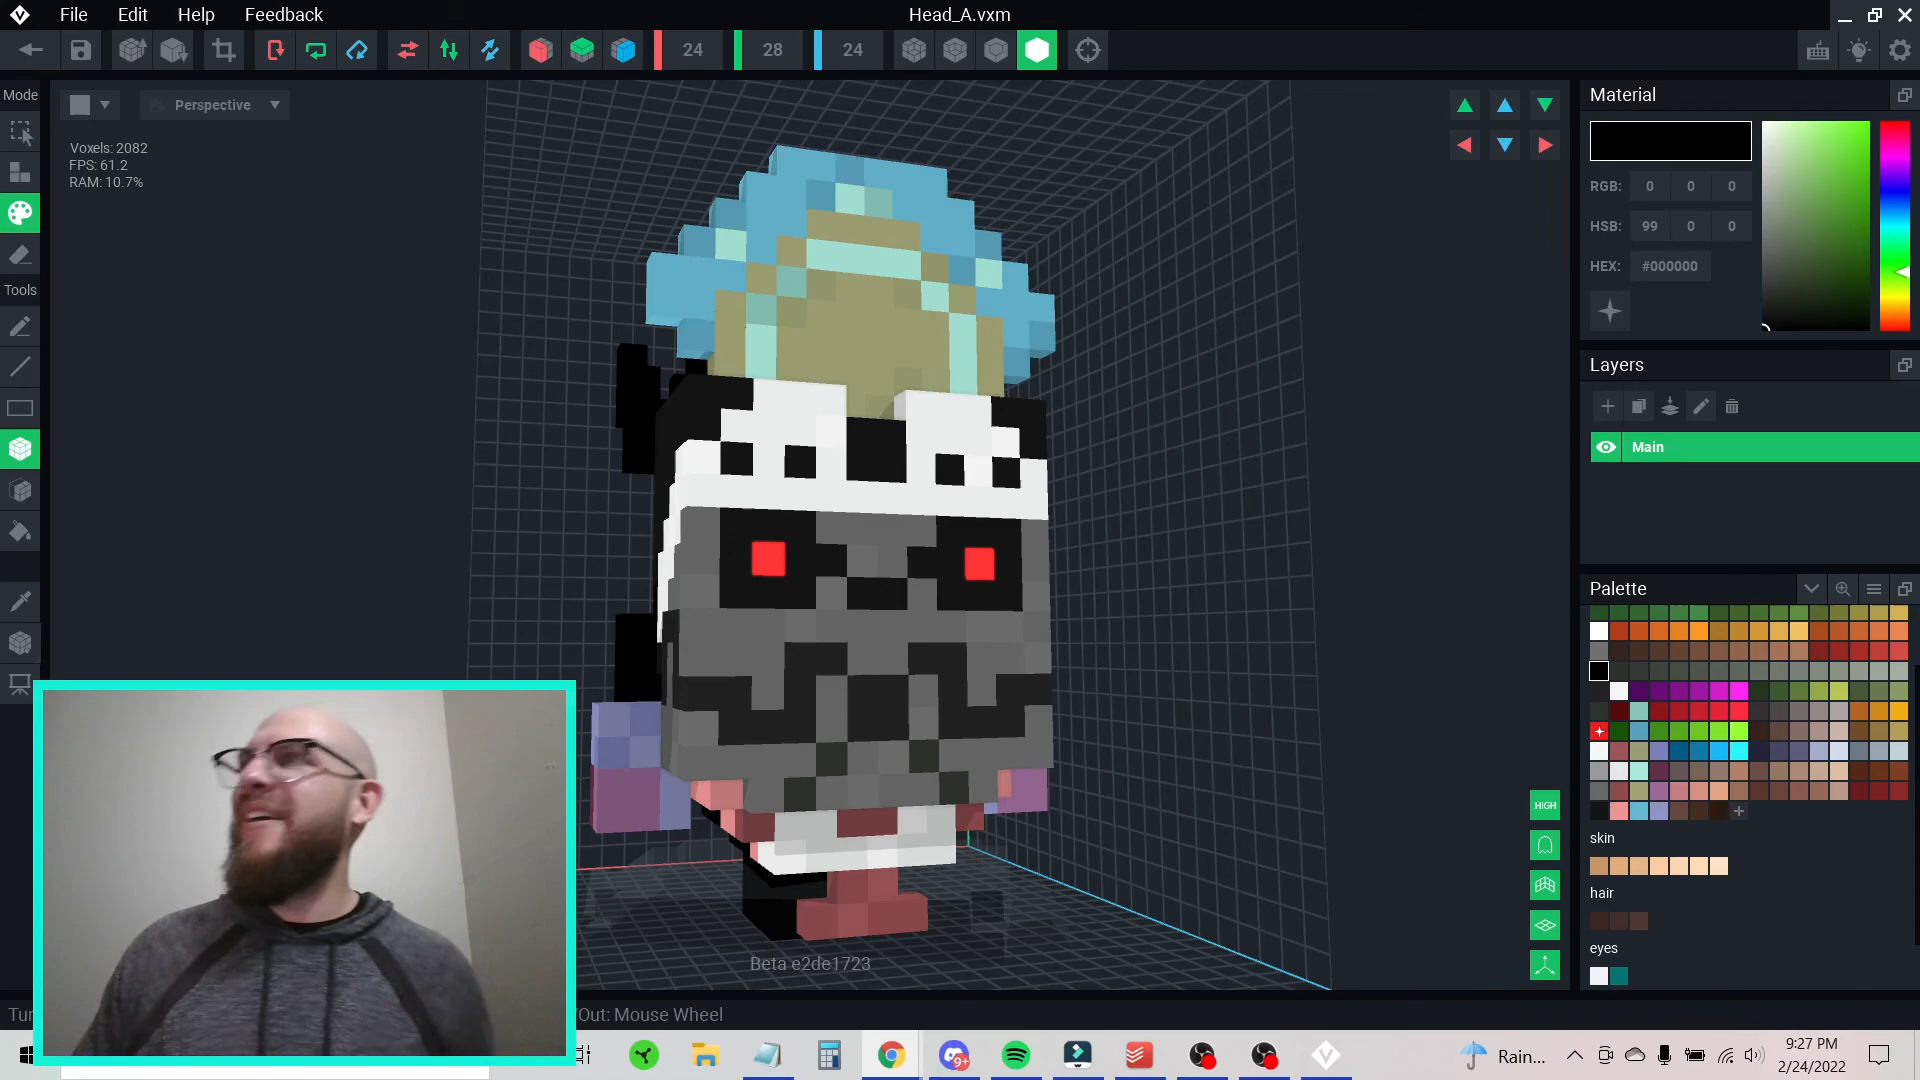 File Edit Help Feedback
Head_A.vxm
24 28 24
Mode
Perspective
Voxels: 2082
FPS: 61.2
RAM: 10.7%
Tools
Material
RGB: 0 0 0
HSB: 99 0 0
HEX: #000000
Layers
Main
Palette
skin
hair
eyes
HIGH
Beta e2de1723
Tur
/Out: Mouse Wheel
9+
Rain...
9:27 PM
2/24/2022